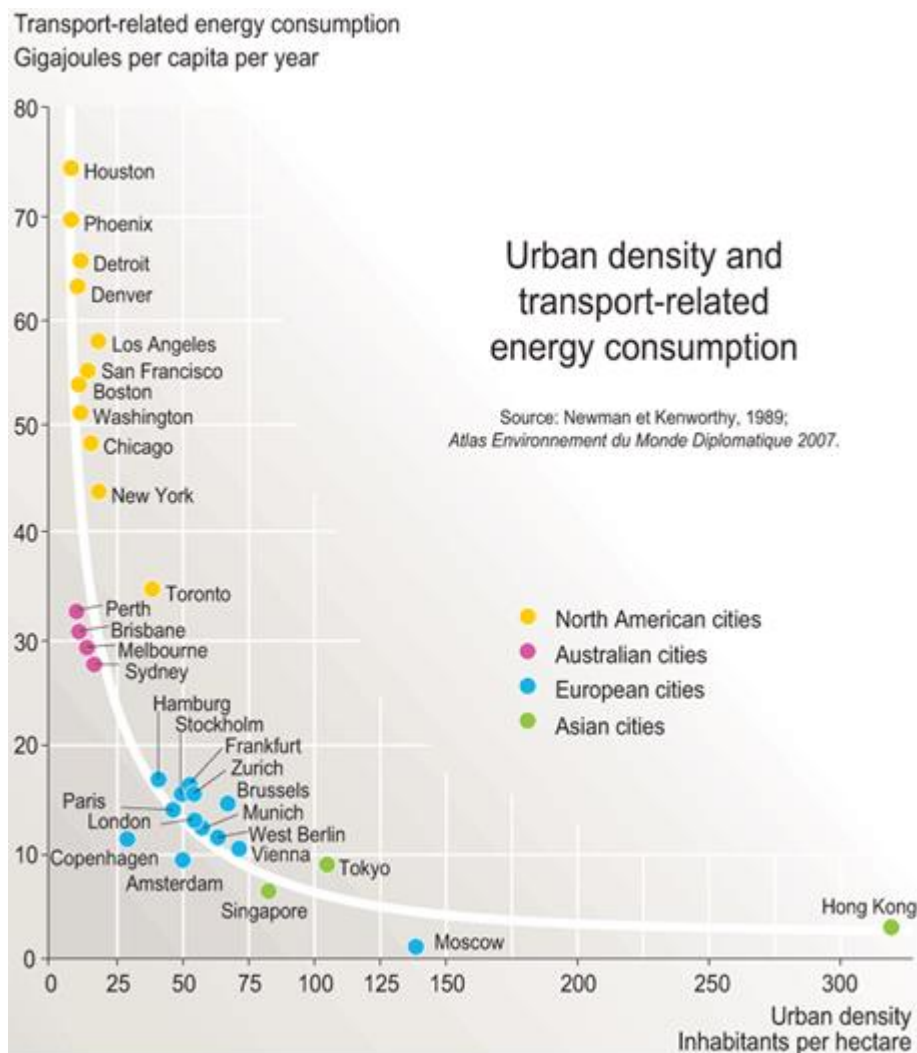 Transport-related energy consumption
Gigajoules per capita per year
80
70
60
50
40
30
20
10
0
Houston
Phoenix
Detroit
Denver
Los Angeles
San Francisco
Boston
Washington
Chicago
New York
Toronto
Perth
Brisbane
Melbourne
Sydney
Hamburg
Stockholm
Frankfurt
Zurich
Brussels
Paris
London
Munich
West Berlin
Copenhagen
Vienna
Amsterdam
Tokyo
Singapore
Moscow
Hong Kong
Urban density and
transport-related
energy consumption
Source: Newman et Kenworthy, 1989;
Atlas Environnement du Monde Diplomatique 2007.
North American cities
Australian cities
European cities
Asian cities
0 25 50 75 100 125 150 200 250 300
Urban density
Inhabitants per hectare